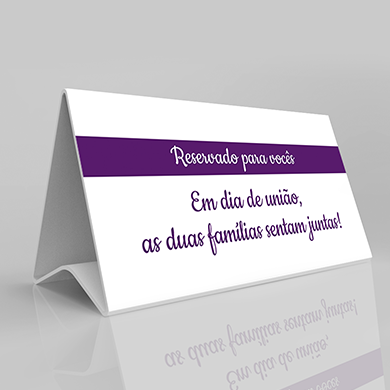 Reservado para vocês
Em dia de união,
as duas famílias sentam juntas!